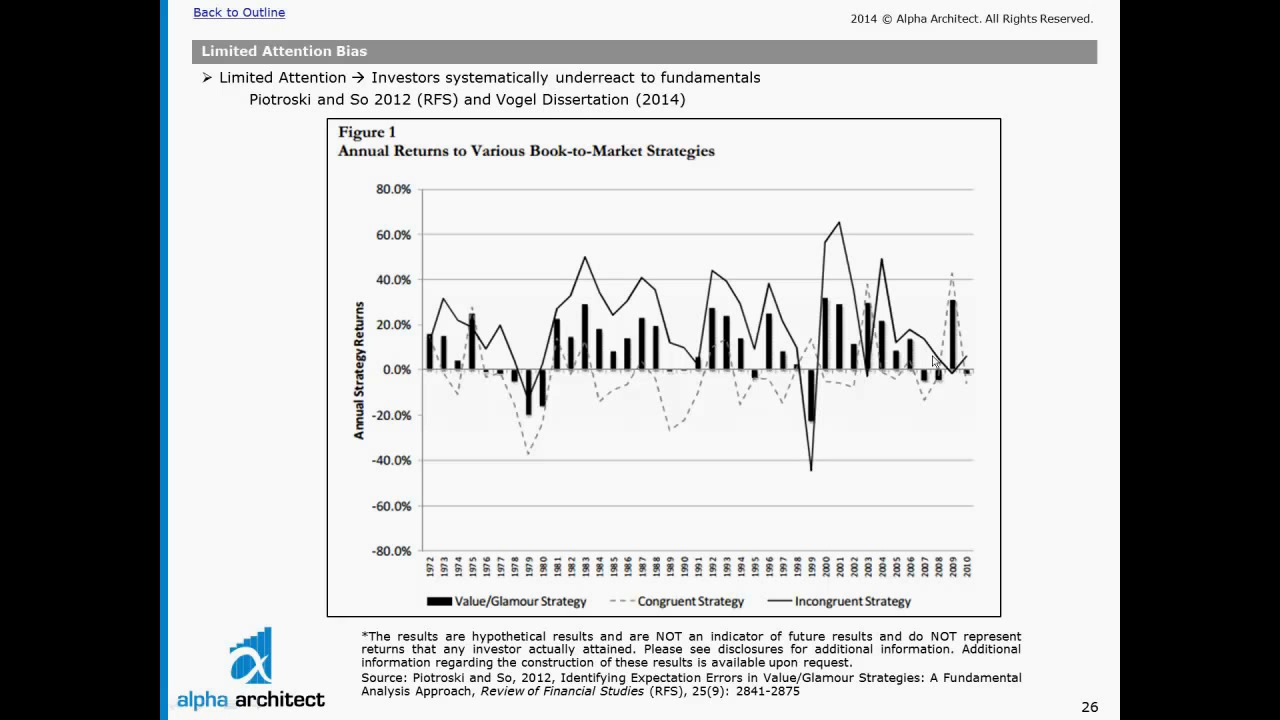 Back to Outline
2014 © Alpha Architect. All Rights Reserved.
Limited Attention Bias
➢ Limited Attention → Investors systematically underreact to fundamentals
Piotroski and So 2012 (RFS) and Vogel Dissertation (2014)
Figure 1
Annual Returns to Various Book-to-Market Strategies
80.0%
60.0%
40.0%
20.0%
0.0%
-20.0%
-40.0%
-60.0%
-80.0%
Annual Strategy Returns
1972 1973 1974 1975 1976 1977 1978 1979 1980 1981 1982 1983 1984 1985 1986 1987 1988 1989 1990 1991 1992 1993 1994 1995 1996 1997 1998 1999 2000 2001 2002 2003 2004 2005 2006 2007 2008 2009 2010
Value/Glamour Strategy Congruent Strategy Incongruent Strategy
*The results are hypothetical results and are NOT an indicator of future results and do NOT represent
returns that any investor actually attained. Please see disclosures for additional information. Additional
information regarding the construction of these results is available upon request.
Source: Piotroski and So, 2012, Identifying Expectation Errors in Value/Glamour Strategies: A Fundamental
Analysis Approach, Review of Financial Studies (RFS), 25(9): 2841-2875
alpha architect
26